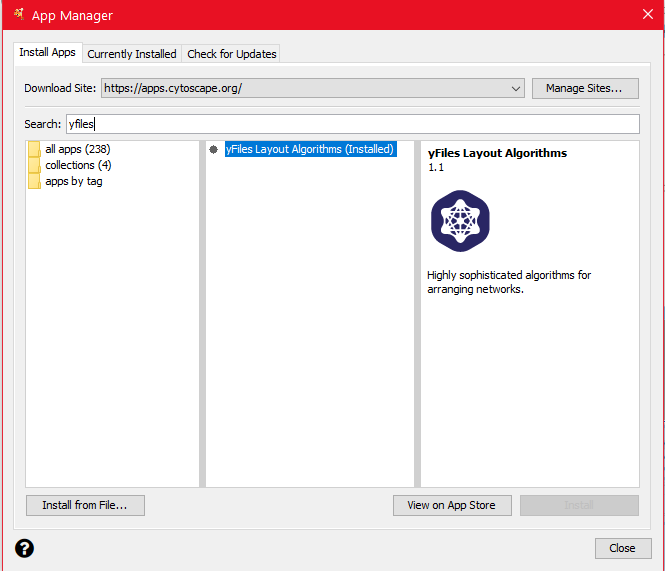 App Manager
Install Apps Currently Installed Check for Updates
Download Site: https://apps.cytoscape.org/ Manage Sites...
Search: yfiles
all apps (238)
collections (4)
apps by tag
yFiles Layout Algorithms (Installed)
yFiles Layout Algorithms
1.1
Highly sophisticated algorithms for
arranging networks.
Install from File... View on App Store Install
? Close